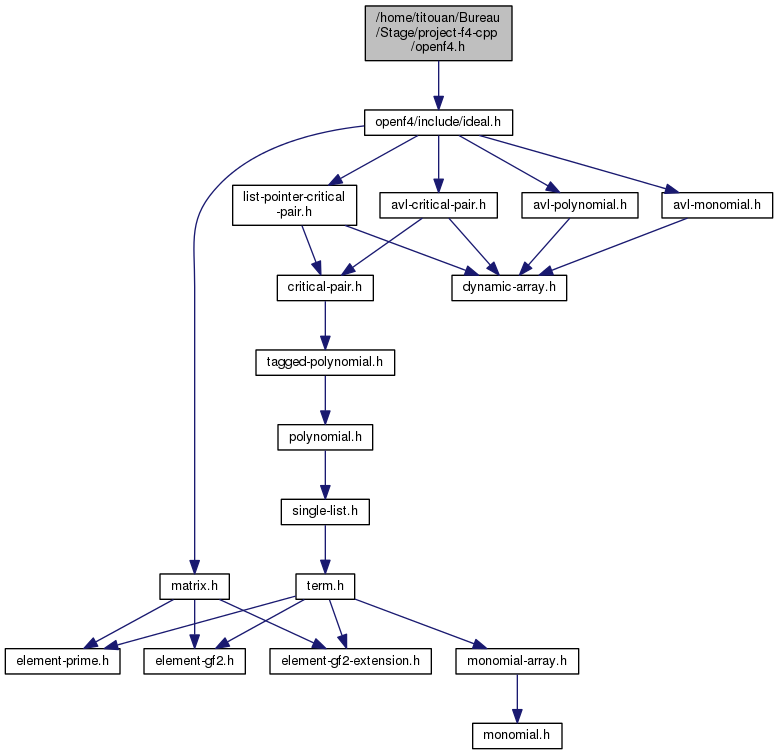 /home/titouan/Bureau
/Stage/project-f4-cpp
/openf4.h
openf4/include/ideal.h
list-pointer-critical
-pair.h
avl-critical-pair.h
avl-polynomial.h
avl-monomial.h
critical-pair.h
dynamic-array.h
tagged-polynomial.h
polynomial.h
single-list.h
matrix.h
term.h
element-prime.h
element-gf2.h
element-gf2-extension.h
monomial-array.h
monomial.h